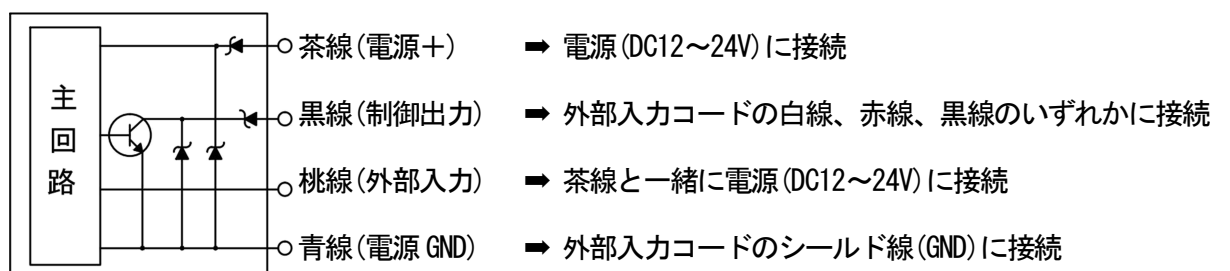 主回路
茶線(電源＋) ➡ 電源(DC12～24V)に接続
黒線(制御出力) ➡ 外部入力コードの白線、赤線、黒線のいずれかに接続
桃線(外部入力) ➡ 茶線と一緒に電源(DC12～24V)に接続
青線(電源 GND) ➡ 外部入力コードのシールド線(GND)に接続